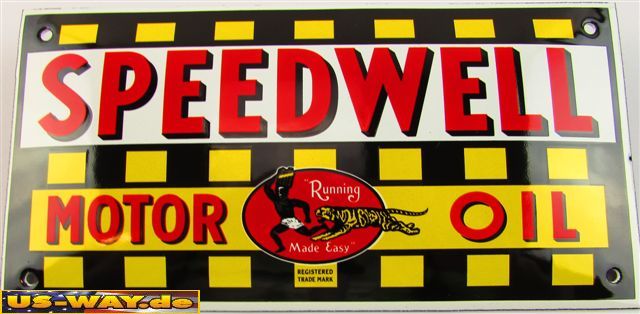 SPEEDWELL
MOTOR OIL
"Running
Made Easy"
REGISTERED
TRADE MARK
US-WAY.de